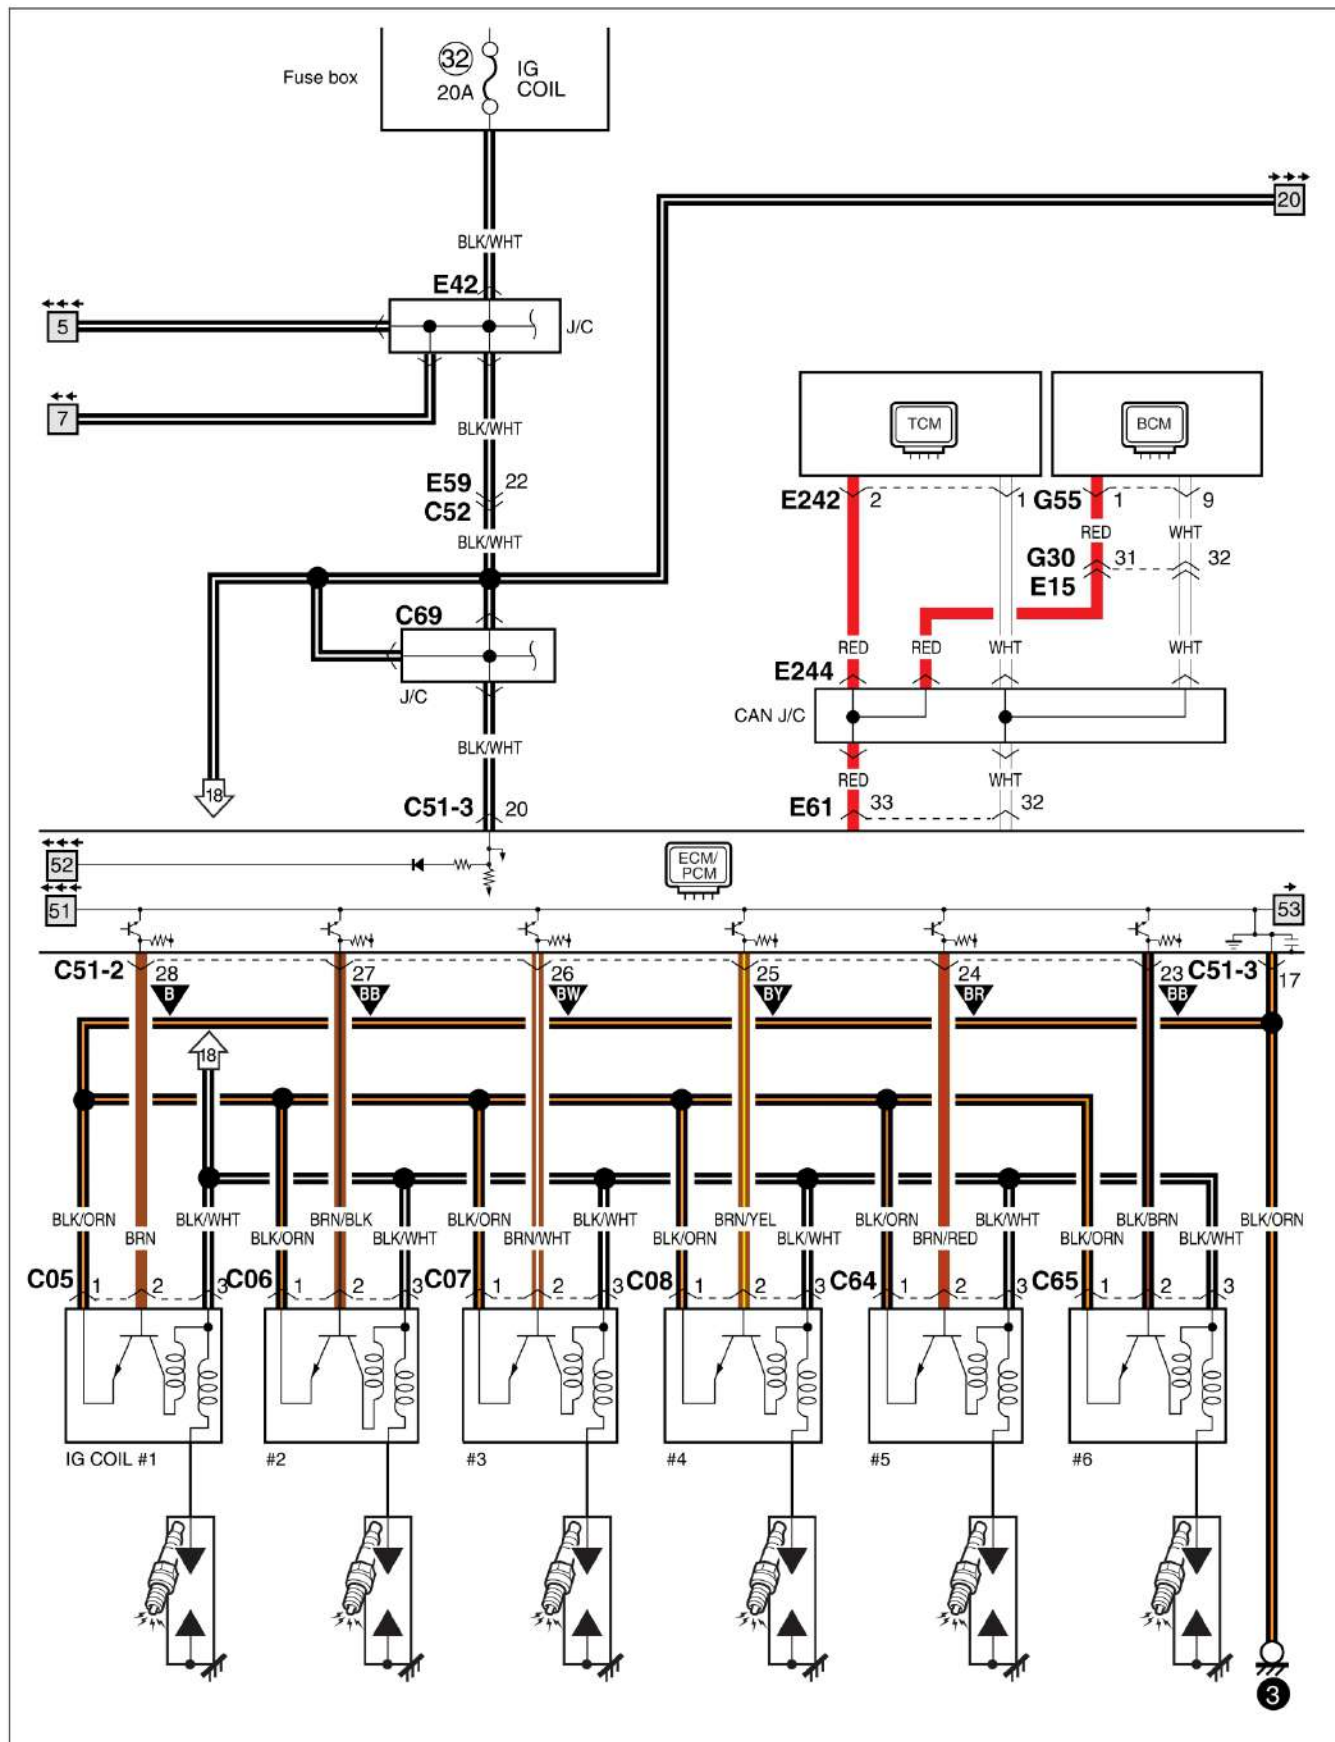 Fuse box
32
20A
IG
COIL
20
BLK/WHT
E42
5
J/C
7
BLK/WHT
TCM
BCM
E59 22
C52
E242 2 1 G55 1 9
BLK/WHT
RED WHT
G30 31 32
E15
C69
RED RED WHT WHT
E244
J/C
CAN J/C
BLK/WHT
RED WHT
18
C51-3 20
E61 33 32
52
ECM/
PCM
51
53
C51-2 28 27 26 25 24 23 C51-3 17
B BB BW BY BR BB
18
BLK/ORN BLK/WHT BRN/BLK BLK/ORN BLK/WHT BRN/YEL BLK/ORN BLK/WHT BLK/BRN BLK/ORN
BRN BLK/ORN BLK/WHT BRN/WHT BLK/ORN BLK/WHT BRN/RED BLK/ORN BLK/WHT
C05 1 2 3 C06 1 2 3 C07 1 2 3 C08 1 2 3 C64 1 2 3 C65 1 2 3
IG COIL #1 #2 #3 #4 #5 #6
3